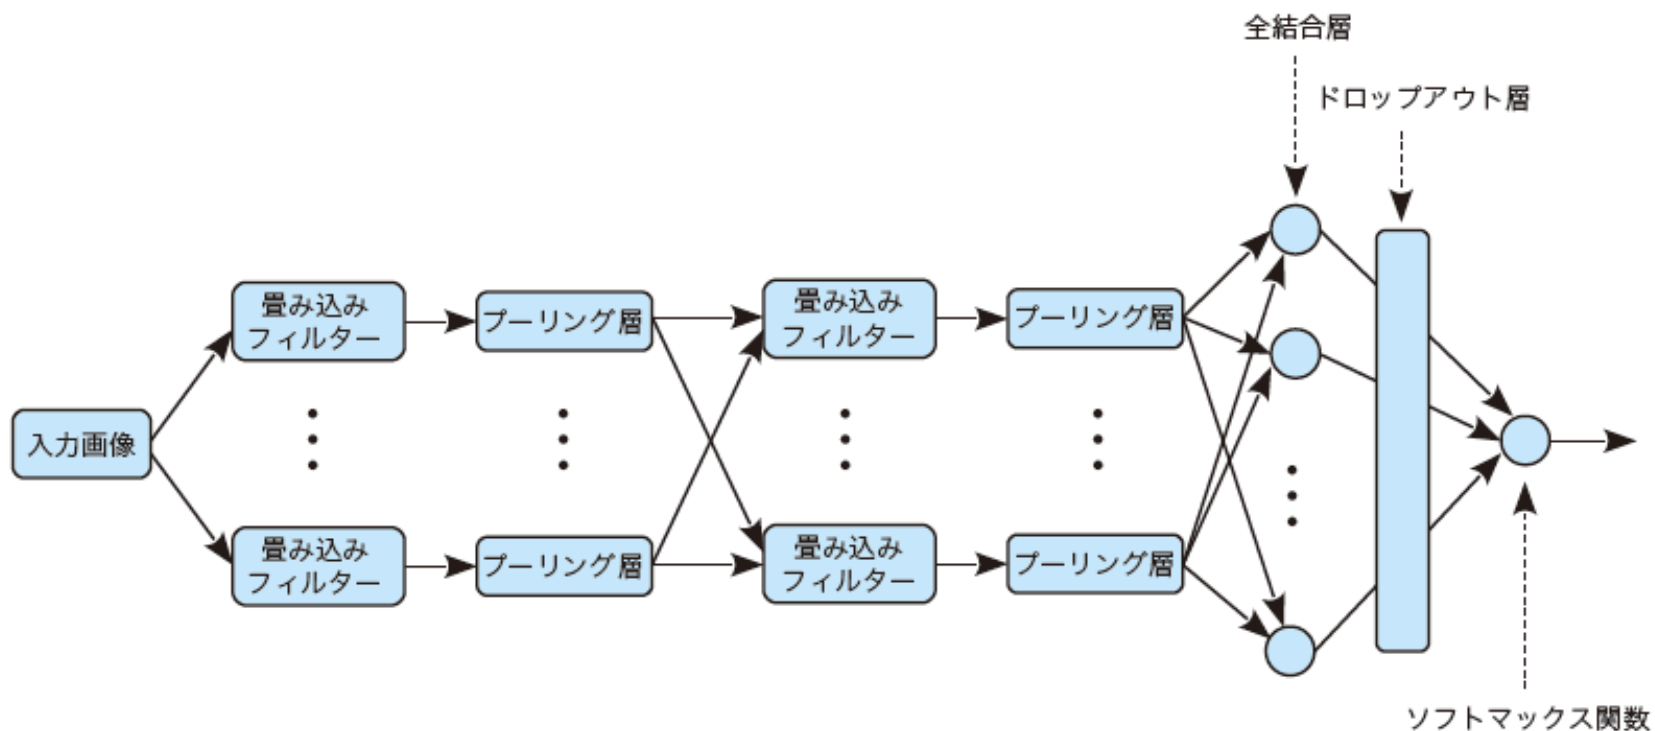 全結合層
ドロップアウト層
畳み込み
フィルター
プーリング層
畳み込み
フィルター
プーリング層
入力画像
畳み込み
フィルター
プーリング層
畳み込み
フィルター
プーリング層
ソフトマックス関数